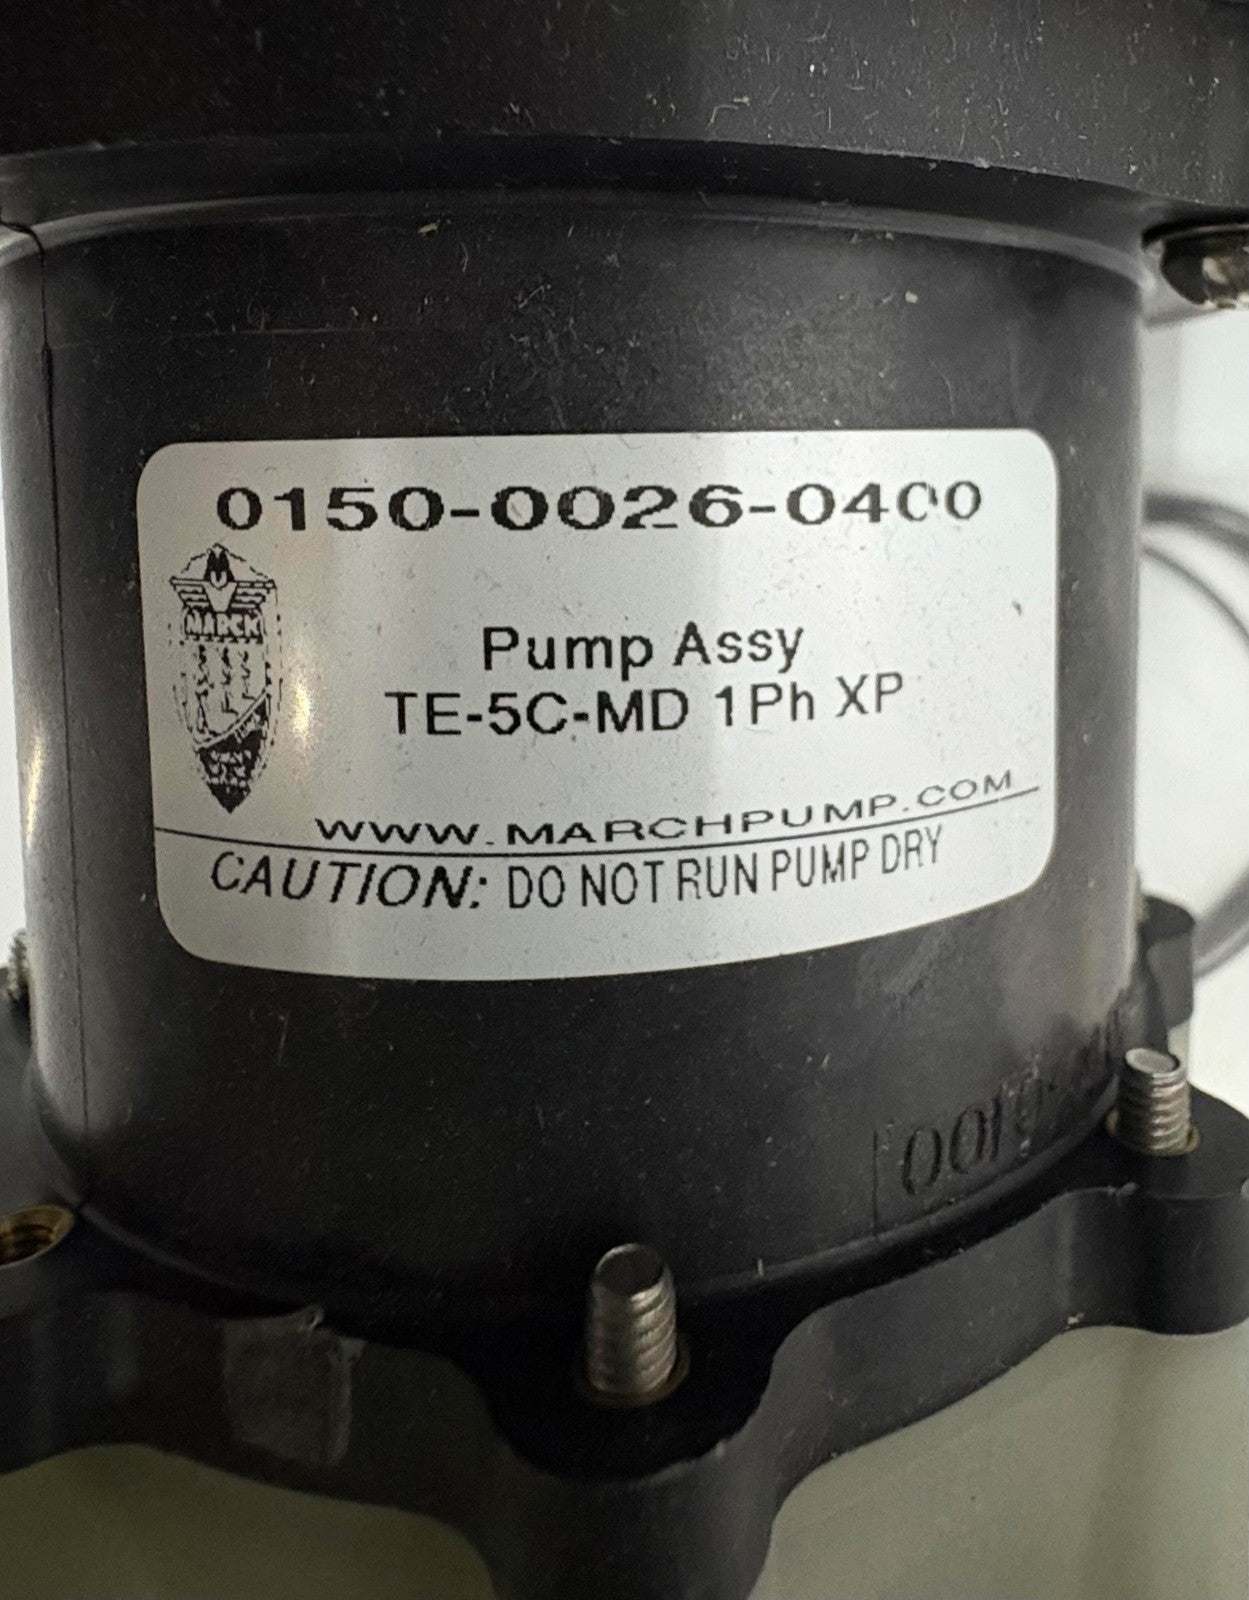 0150-0026-0400
MARCH
Pump Assy
TE-5C-MD 1Ph XP
WWW.MARCHPUMP.COM
CAUTION: DO NOT RUN PUMP DRY